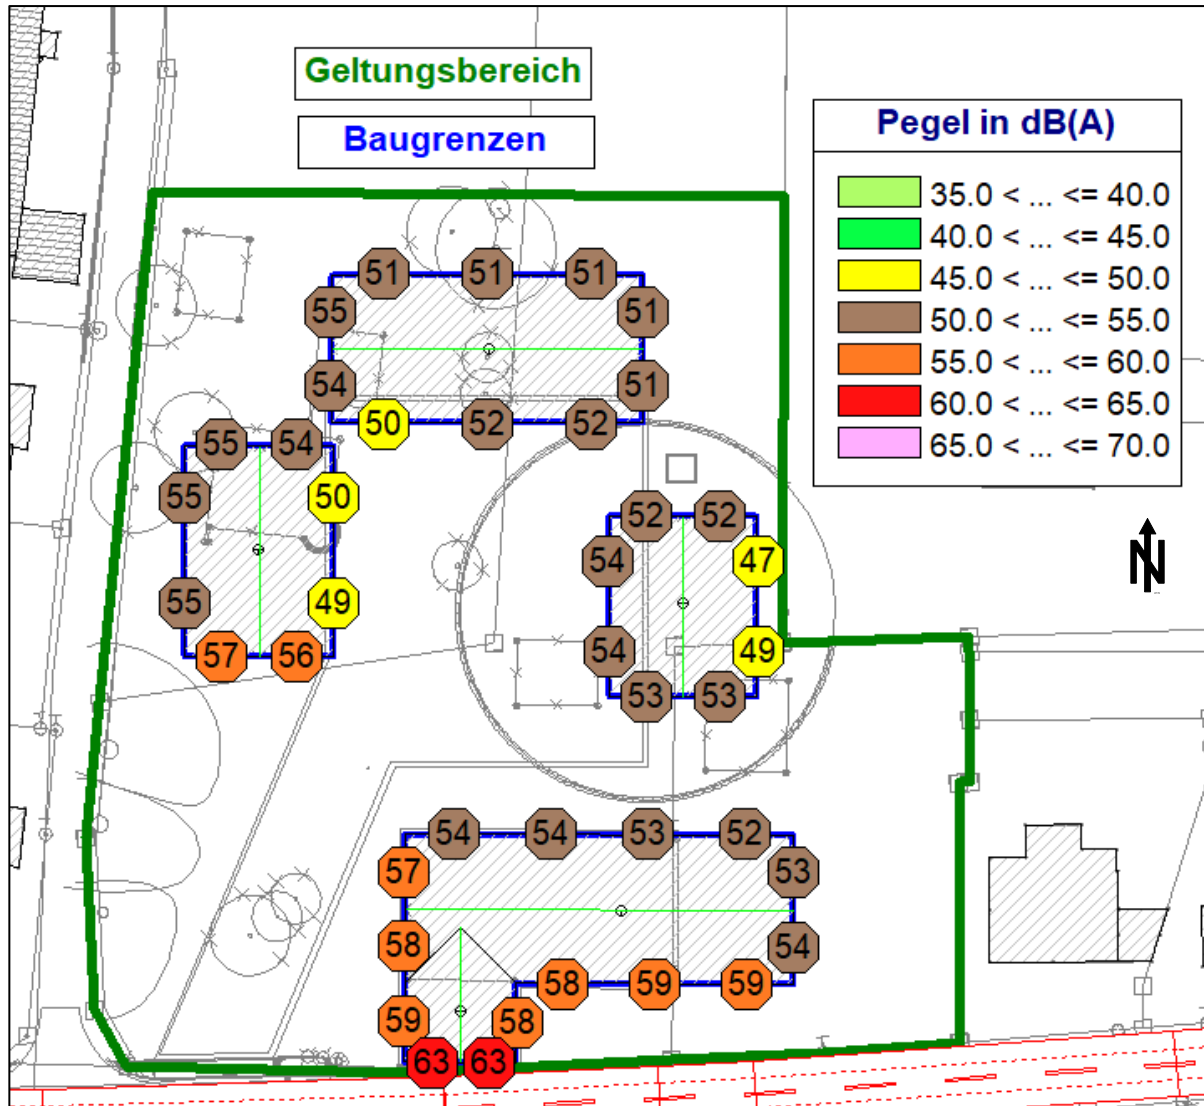 Geltungsbereich
Baugrenzen
Pegel in dB(A)
35.0 < ... <= 40.0
40.0 < ... <= 45.0
45.0 < ... <= 50.0
50.0 < ... <= 55.0
55.0 < ... <= 60.0
60.0 < ... <= 65.0
65.0 < ... <= 70.0
51 51 51
55 51
54 51
50 52 52
55 54
55 50
55 49
57 56
52 52
54 47
54 49
53 53
N
54 54 53 52
57 53
58 54
58 59 59
59 58
63 63